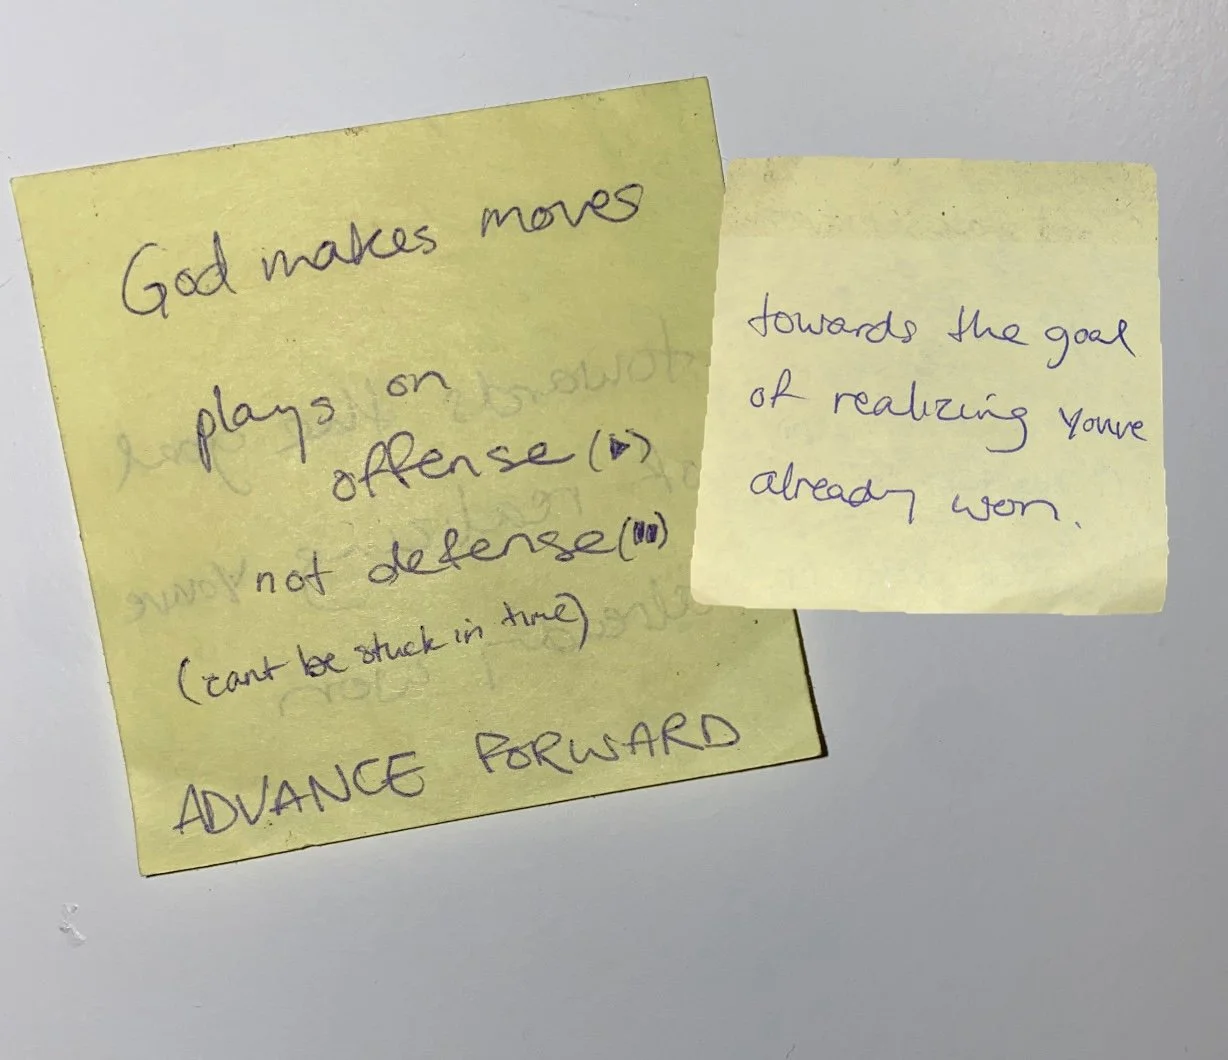 God makes moves
plays on
offense (▶)
not defense (⏸)
(cant be stuck in time)
ADVANCE FORWARD
towards the goal
of realizing youve
already won.